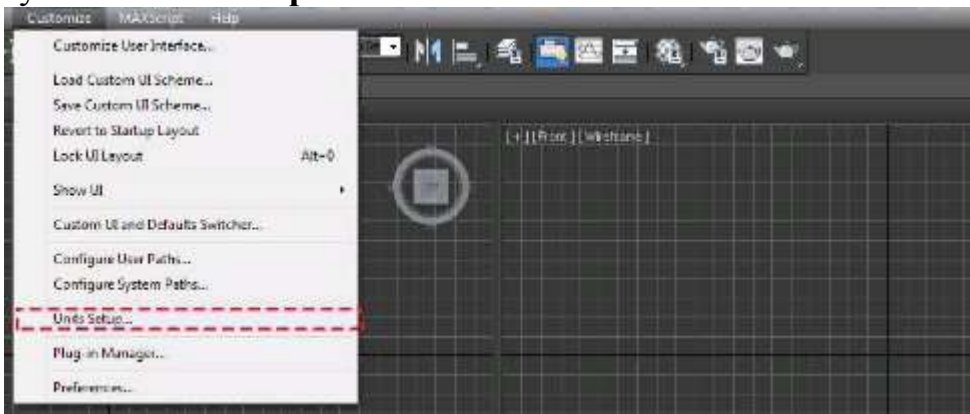 Customize MAXScript Help
Customize User Interface...
Load Custom UI Scheme...
Save Custom UI Scheme...
Revert to Startup Layout
Lock UI Layout Alt+0
Show UI
Custom UI and Defaults Switcher...
Configure User Paths...
Configure System Paths...
Units Setup...
Plug-in Manager...
Preferences...
[+][Front][Wireframe]